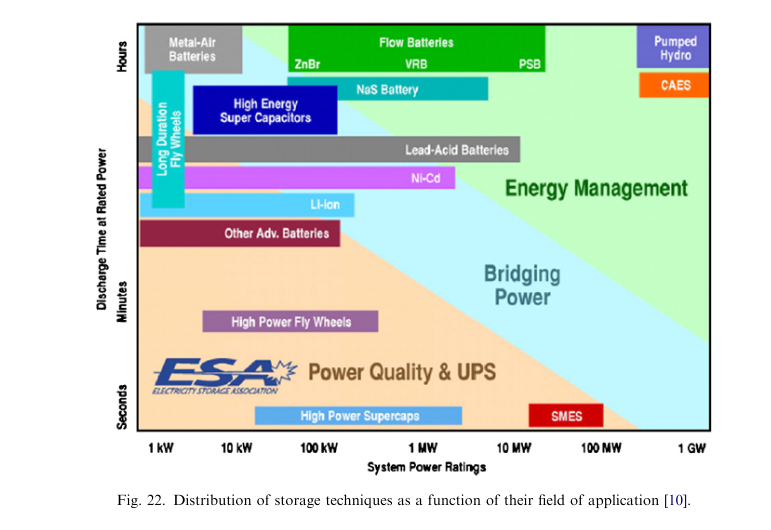 Hours
Minutes
Seconds
Discharge Time at Rated Power
Metal-Air
Batteries
Flow Batteries
ZnBr VRB PSB
Pumped
Hydro
CAES
NaS Battery
High Energy
Super Capacitors
Long Duration
Fly Wheels
Lead-Acid Batteries
Ni-Cd
Li-ion
Other Adv. Batteries
Energy Management
Bridging
Power
High Power Fly Wheels
ESA
ELECTRICITY STORAGE ASSOCIATION
Power Quality & UPS
High Power Supercaps
SMES
1 kW 10 kW 100 kW 1 MW 10 MW 100 MW 1 GW
System Power Ratings
Fig. 22. Distribution of storage techniques as a function of their field of application [10].